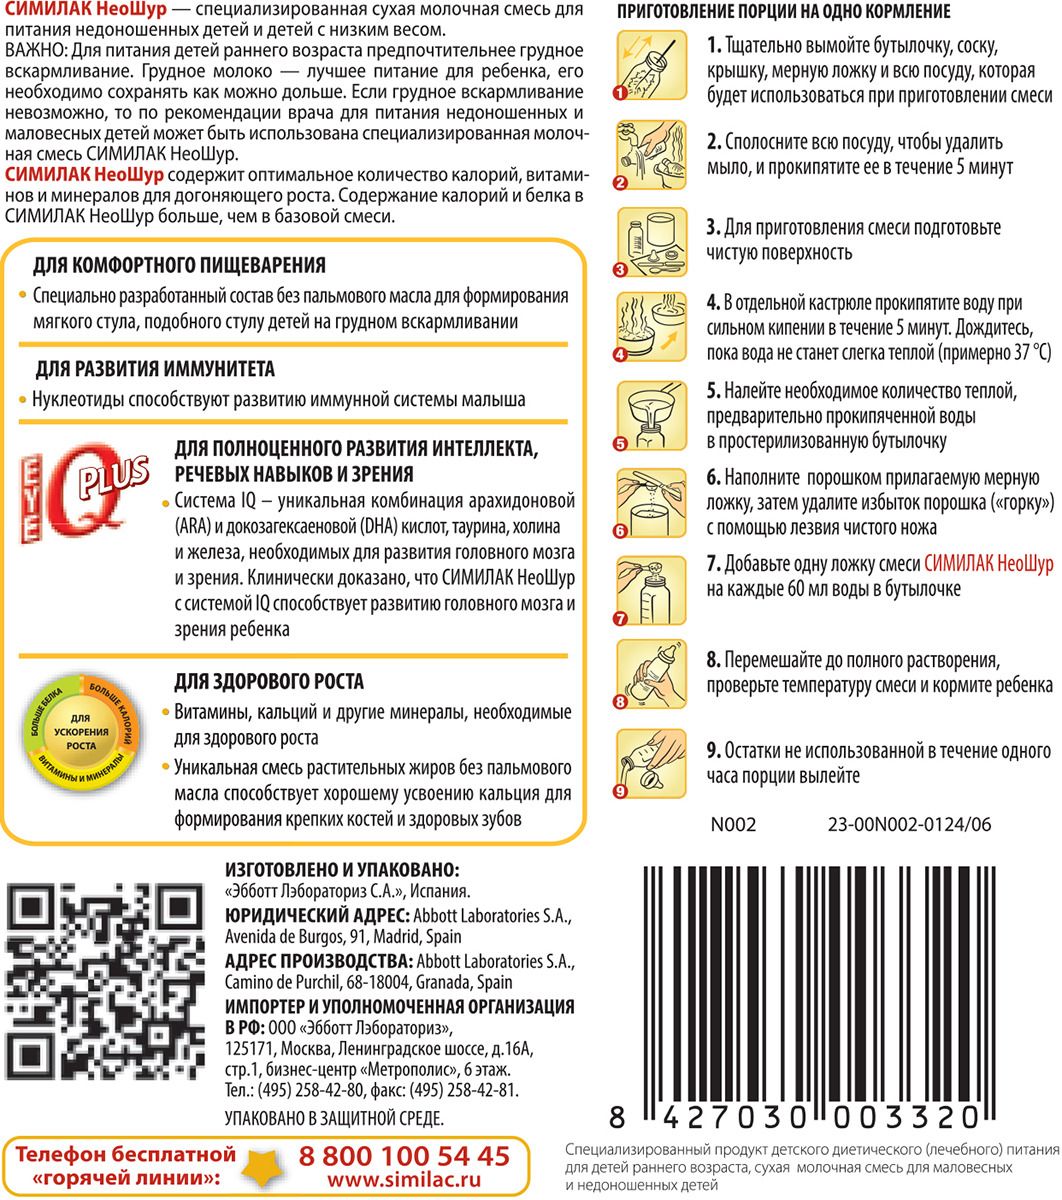 СИМИЛАК НеоШур — специализированная сухая молочная смесь для
питания недоношенных детей и детей с низким весом.
ВАЖНО: Для питания детей раннего возраста предпочтительнее грудное
вскармливание. Грудное молоко — лучшее питание для ребенка, его
необходимо сохранять как можно дольше. Если грудное вскармливание
невозможно, то по рекомендации врача для питания недоношенных и
маловесных детей может быть использована специализированная молоч-
ная смесь СИМИЛАК НеоШур.
СИМИЛАК НеоШур содержит оптимальное количество калорий, витами-
нов и минералов для догоняющего роста. Содержание калорий и белка в
СИМИЛАК НеоШур больше, чем в базовой смеси.
ДЛЯ КОМФОРТНОГО ПИЩЕВАРЕНИЯ
• Специально разработанный состав без пальмового масла для формирования
мягкого стула, подобного стулу детей на грудном вскармливании
ДЛЯ РАЗВИТИЯ ИММУНИТЕТА
• Нуклеотиды способствуют развитию иммунной системы малыша
EYE
IQ
PLUS
ДЛЯ ПОЛНОЦЕННОГО РАЗВИТИЯ ИНТЕЛЛЕКТА,
РЕЧЕВЫХ НАВЫКОВ И ЗРЕНИЯ
• Система IQ – уникальная комбинация арахидоновой
(ARA) и докозагексаеновой (DHA) кислот, таурина, холина
и железа, необходимых для развития головного мозга
и зрения. Клинически доказано, что СИМИЛАК НеоШур
с системой IQ способствует развитию головного мозга и
зрения ребенка
БОЛЬШЕ БЕЛКА
БОЛЬШЕ КАЛОРИЙ
ВИТАМИНЫ И МИНЕРАЛЫ
ДЛЯ
УСКОРЕНИЯ
РОСТА
ДЛЯ ЗДОРОВОГО РОСТА
• Витамины, кальций и другие минералы, необходимые
для здорового роста
• Уникальная смесь растительных жиров без пальмового
масла способствует хорошему усвоению кальция для
формирования крепких костей и здоровых зубов
ИЗГОТОВЛЕНО И УПАКОВАНО:
«Эбботт Лэбораториз С.А.», Испания.
ЮРИДИЧЕСКИЙ АДРЕС: Abbott Laboratories S.A.,
Avenida de Burgos, 91, Madrid, Spain
АДРЕС ПРОИЗВОДСТВА: Abbott Laboratories S.A.,
Camino de Purchil, 68-18004, Granada, Spain
ИМПОРТЕР И УПОЛНОМОЧЕННАЯ ОРГАНИЗАЦИЯ
В РФ: ООО «Эбботт Лэбораториз»,
125171, Москва, Ленинградское шоссе, д.16А,
стр.1, бизнес-центр «Метрополис», 6 этаж.
Тел.: (495) 258-42-80, факс: (495) 258-42-81.
УПАКОВАНО В ЗАЩИТНОЙ СРЕДЕ.
Телефон бесплатной
«горячей линии»:
8 800 100 54 45
www.similac.ru
ПРИГОТОВЛЕНИЕ ПОРЦИИ НА ОДНО КОРМЛЕНИЕ
1
1. Тщательно вымойте бутылочку, соску,
крышку, мерную ложку и всю посуду, которая
будет использоваться при приготовлении смеси
2
2. Сполосните всю посуду, чтобы удалить
мыло, и прокипятите ее в течение 5 минут
3
3. Для приготовления смеси подготовьте
чистую поверхность
4
4. В отдельной кастрюле прокипятите воду при
сильном кипении в течение 5 минут. Дождитесь,
пока вода не станет слегка теплой (примерно 37 °С)
5
5. Налейте необходимое количество теплой,
предварительно прокипяченной воды
в простерилизованную бутылочку
6
6. Наполните порошком прилагаемую мерную
ложку, затем удалите избыток порошка («горку»)
с помощью лезвия чистого ножа
7
7. Добавьте одну ложку смеси СИМИЛАК НеоШур
на каждые 60 мл воды в бутылочке
8
8. Перемешайте до полного растворения,
проверьте температуру смеси и кормите ребенка
9
9. Остатки не использованной в течение одного
часа порции вылейте
N002 23-00N002-0124/06
8 427030 003320
Специализированный продукт детского диетического (лечебного) питания
для детей раннего возраста, сухая молочная смесь для маловесных
и недоношенных детей